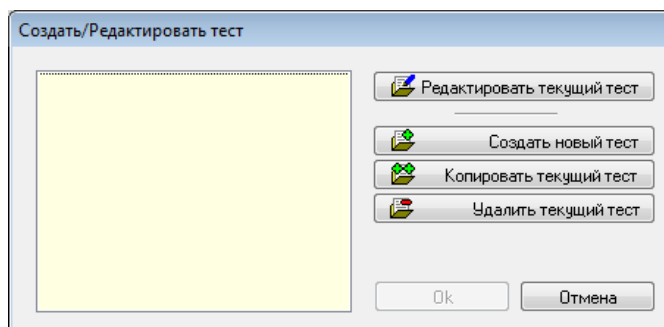 Создать/Редактировать тест
Редактировать текущий тест
Создать новый тест
Копировать текущий тест
Удалить текущий тест
Ok
Отмена